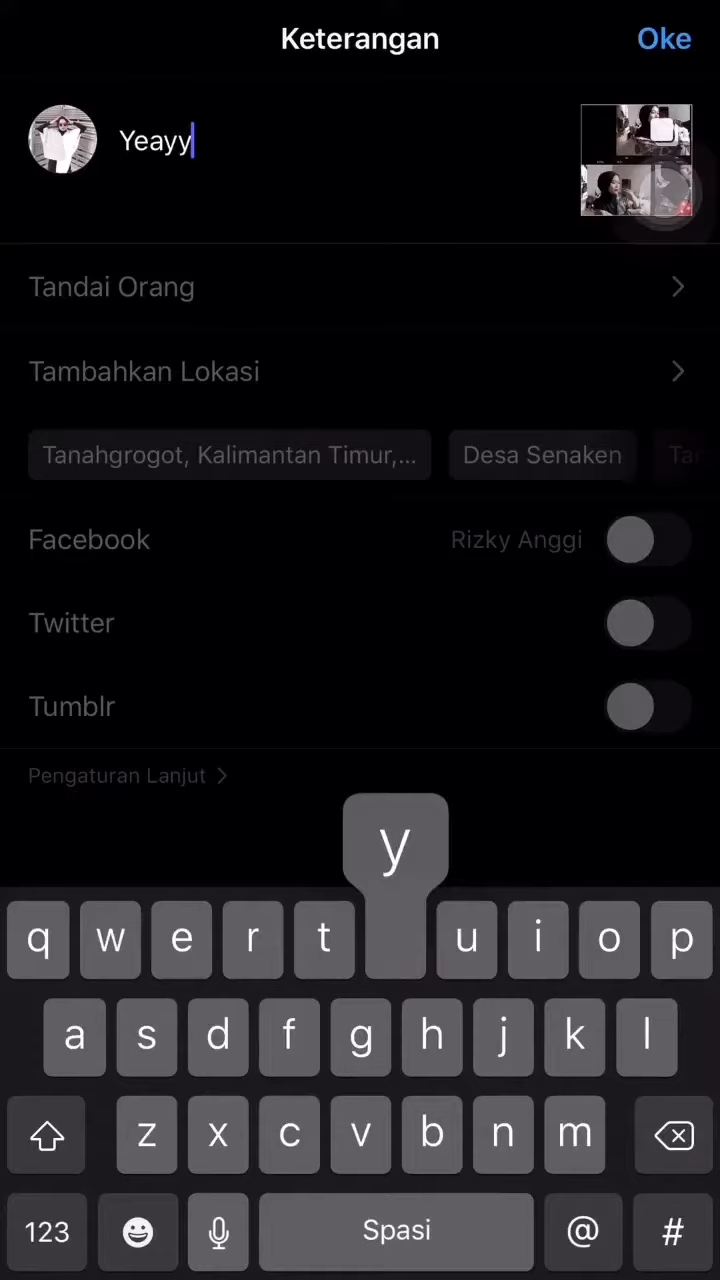 Keterangan Oke
Yeayy
Tandai Orang
Tambahkan Lokasi
Tanahgrogot, Kalimantan Timur,... Desa Senaken
Facebook Rizky Anggi
Twitter
Tumblr
Pengaturan Lanjut
y
q w e r t u i o p
a s d f g h j k l
z x c v b n m
123 Spasi @ #